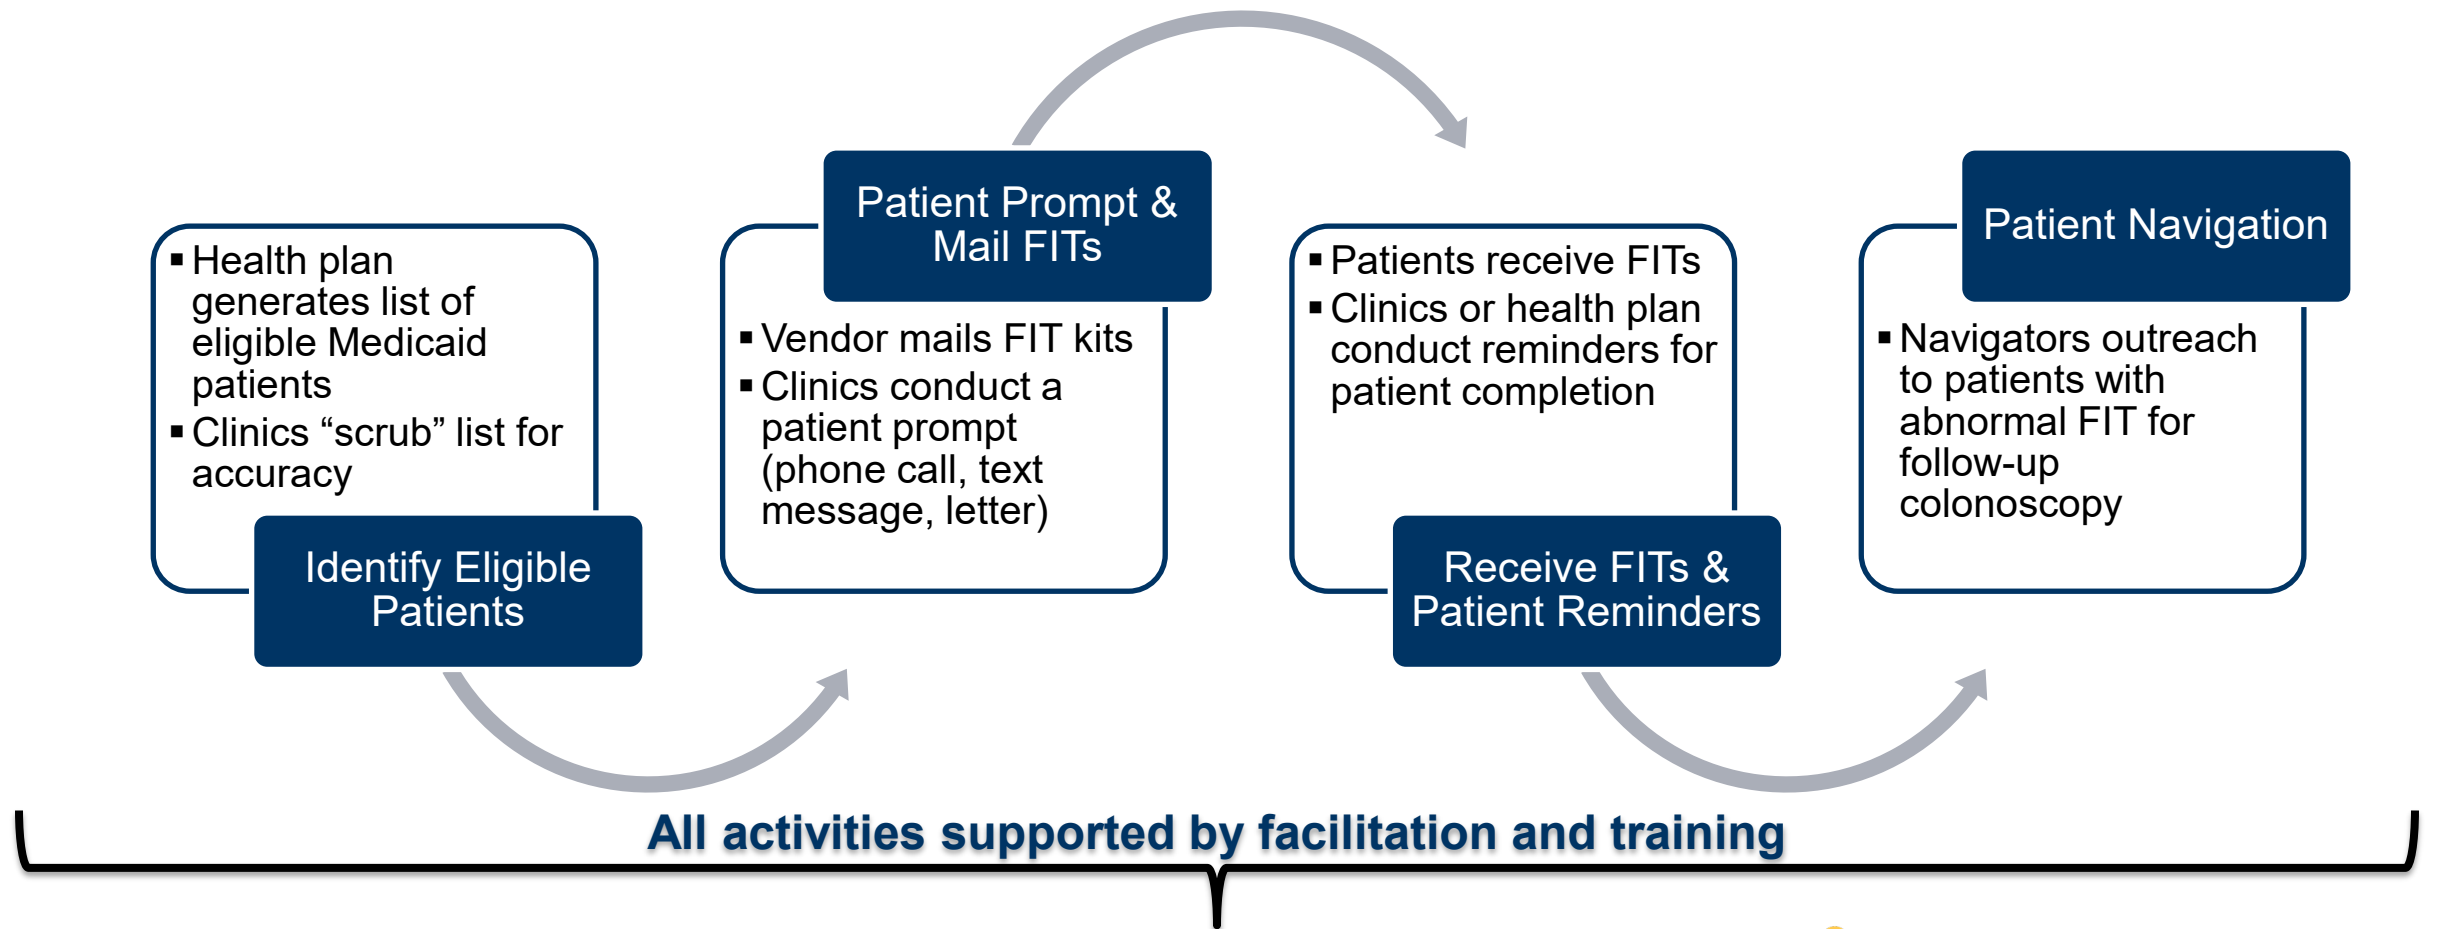 ▪ Health plan
generates list of
eligible Medicaid
patients
▪ Clinics “scrub” list for
accuracy
Identify Eligible
Patients
Patient Prompt &
Mail FITs
▪ Vendor mails FIT kits
▪ Clinics conduct a
patient prompt
(phone call, text
message, letter)
▪ Patients receive FITs
▪ Clinics or health plan
conduct reminders for
patient completion
Receive FITs &
Patient Reminders
Patient Navigation
▪ Navigators outreach
to patients with
abnormal FIT for
follow-up
colonoscopy
All activities supported by facilitation and training